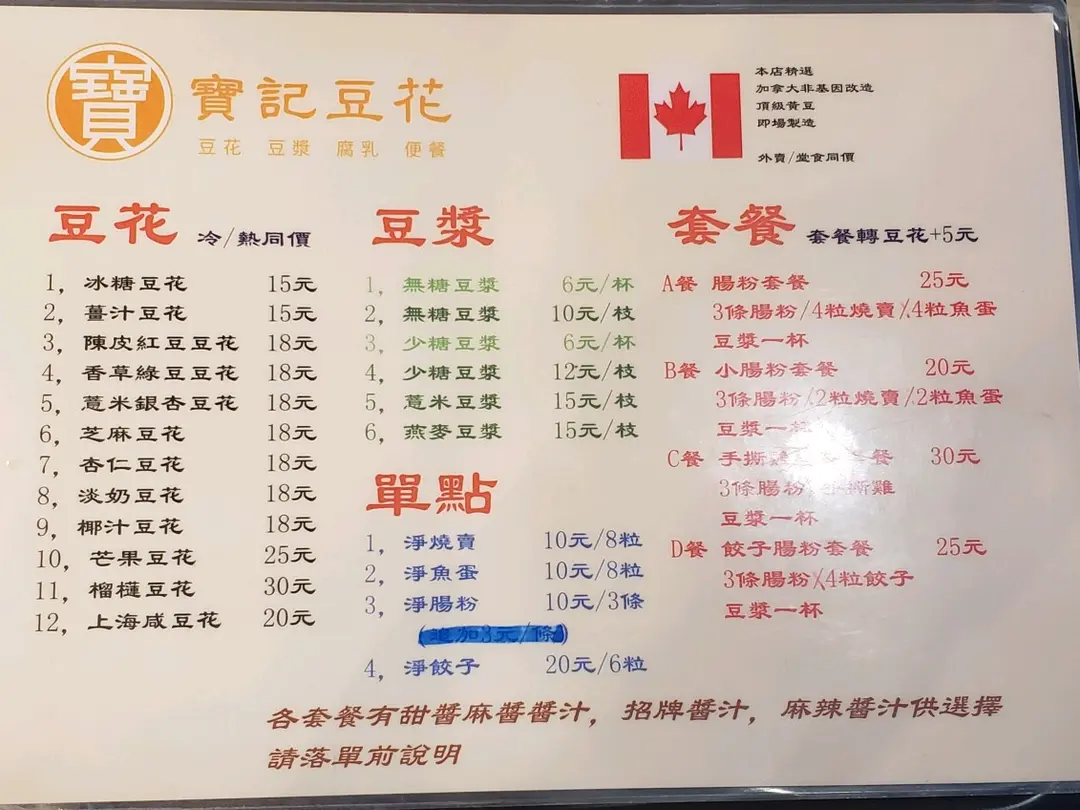 寶
寶記豆花
豆花 豆漿 腐乳 便餐
本店精選
加拿大非基因改造
頂級黃豆
即場製造
外賣/堂食同價
豆花 冷/熱同價
1, 冰糖豆花 15元
2, 薑汁豆花 15元
3, 陳皮紅豆豆花 18元
4, 香草綠豆豆花 18元
5, 薏米銀杏豆花 18元
6, 芝麻豆花 18元
7, 杏仁豆花 18元
8, 淡奶豆花 18元
9, 椰汁豆花 18元
10, 芒果豆花 25元
11, 榴槤豆花 30元
12, 上海咸豆花 20元
豆漿
1, 無糖豆漿 6元/杯
2, 無糖豆漿 10元/枝
3, 少糖豆漿 6元/杯
4, 少糖豆漿 12元/枝
5, 薏米豆漿 15元/枝
6, 燕麥豆漿 15元/枝
單點
1, 淨燒賣 10元/8粒
2, 淨魚蛋 10元/8粒
3, 淨腸粉 10元/3條
(追加3元/條)
4, 淨餃子 20元/6粒
套餐 套餐轉豆花+5元
A餐 腸粉套餐 25元
3條腸粉/4粒燒賣/4粒魚蛋
豆漿一杯
B餐 小腸粉套餐 20元
3條腸粉/2粒燒賣/2粒魚蛋
豆漿一杯
C餐 手撕雞 餐 30元
3條腸粉 撕雞
豆漿一杯
D餐 餃子腸粉套餐 25元
3條腸粉/4粒餃子
豆漿一杯
各套餐有甜醬麻醬醬汁, 招牌醬汁, 麻辣醬汁供選擇
請落單前說明